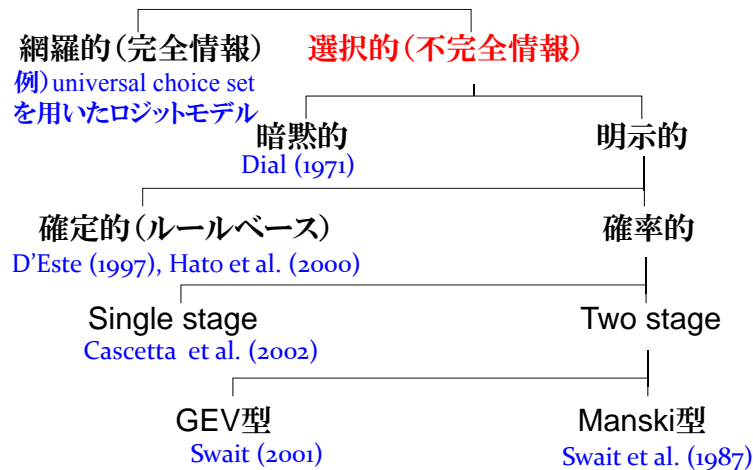 網羅的(完全情報) 選択的(不完全情報)
例) universal choice set
を用いたロジットモデル
暗黙的 明示的
Dial (1971)
確定的(ルールベース) 確率的
D’Este (1997), Hato et al. (2000)
Single stage Two stage
Cascetta et al. (2002)
GEV型 Manski型
Swait (2001) Swait et al. (1987)